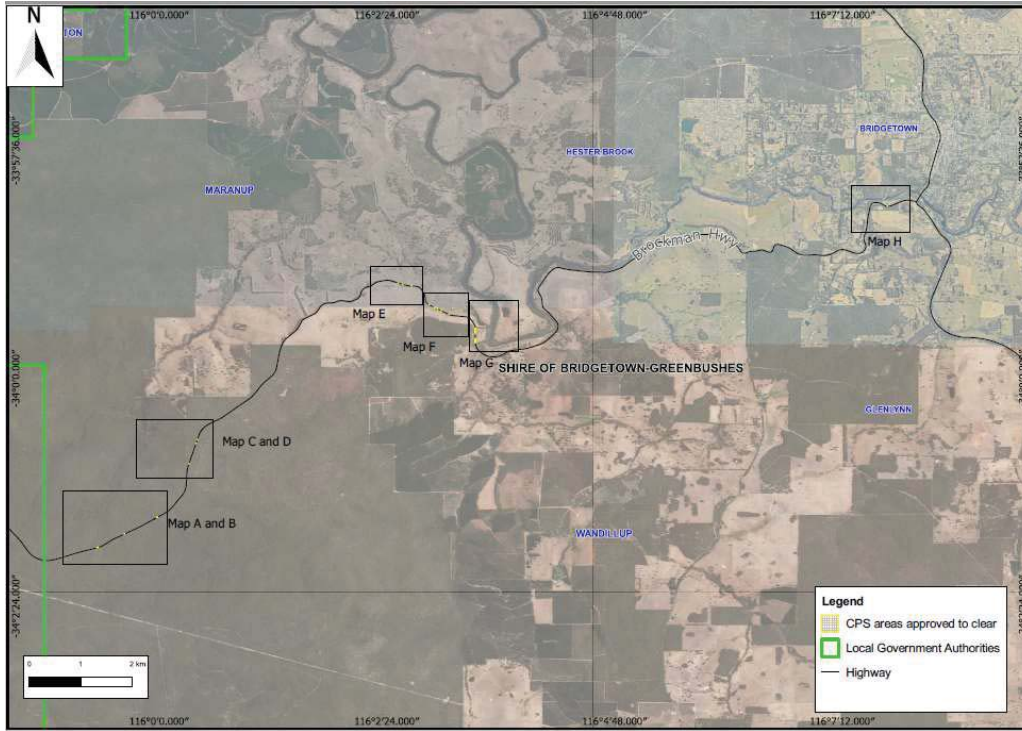 N
116°0'0.000"
116°2'24.000"
116°4'48.000"
116°7'12.000"
TON
-33°57'36.000"
BRIDGETOWN
HESTER BROOK
MARANUP
Brockman Hwy
Map H
Map E
Map F
Map G
SHIRE OF BRIDGETOWN-GREENBUSHES
-34°0'0.000"
GLENLYNN
Map C and D
Map A and B
WANDILLUP
-34°2'24.000"
Legend
CPS areas approved to clear
Local Government Authorities
Highway
0 1 2 km
116°0'0.000"
116°2'24.000"
116°4'48.000"
116°7'12.000"